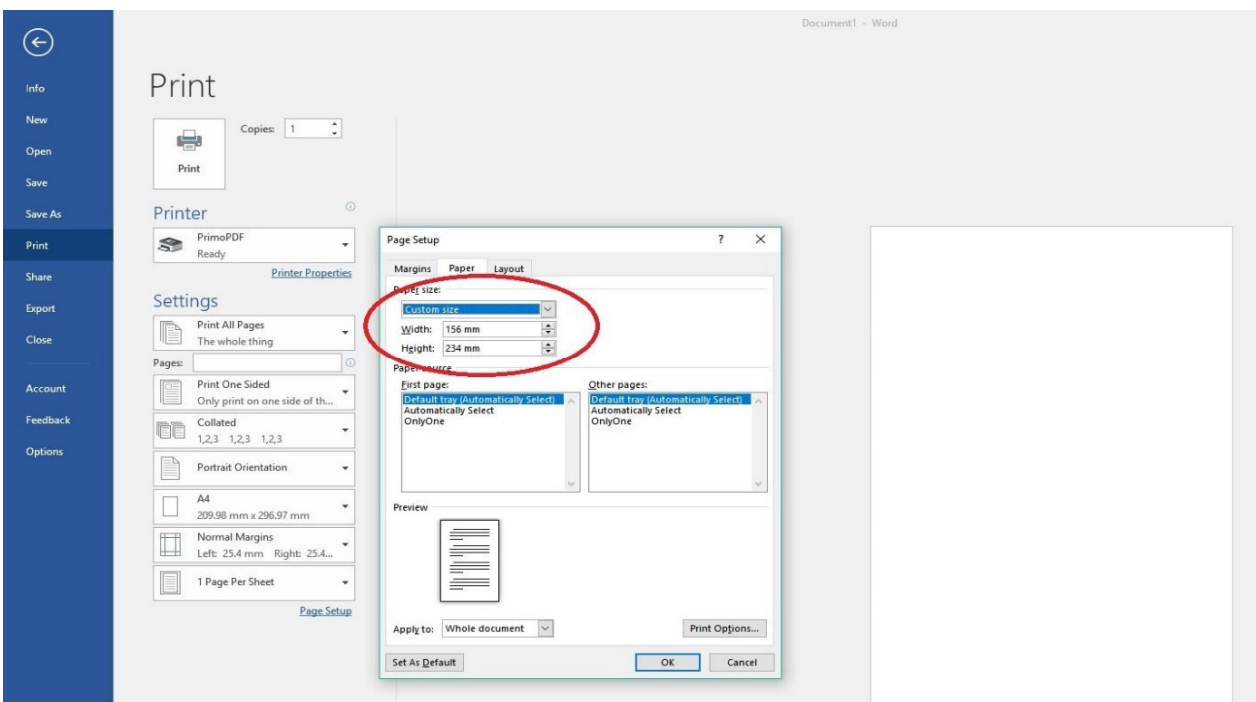 Document1 - Word
Info
New
Open
Save
Save As
Print
Share
Export
Close
Account
Feedback
Options
Print
Copies: 1
Print
Printer
PrimoPDF
Ready
Printer Properties
Settings
Print All Pages
The whole thing
Pages:
Print One Sided
Only print on one side of th...
Collated
1,2,3 1,2,3 1,2,3
Portrait Orientation
A4
209.98 mm x 296.97 mm
Normal Margins
Left: 25.4 mm Right: 25.4...
1 Page Per Sheet
Page Setup
Page Setup
? X
Margins Paper Layout
Paper size:
Custom size
Width: 156 mm
Height: 234 mm
Paper source
First page:
Default tray (Automatically Select)
Automatically Select
OnlyOne
Other pages:
Default tray (Automatically Select)
Automatically Select
OnlyOne
Preview
Apply to: Whole document
Print Options...
Set As Default
OK
Cancel